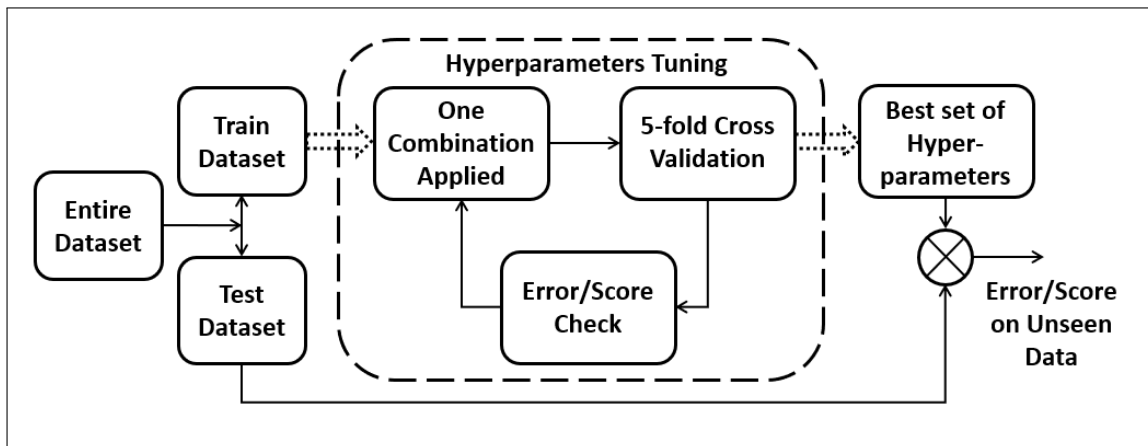 Hyperparameters Tuning
Entire
Dataset
Train
Dataset
Test
Dataset
One
Combination
Applied
5-fold Cross
Validation
Error/Score
Check
Best set of
Hyper-
parameters
Error/Score
on Unseen
Data